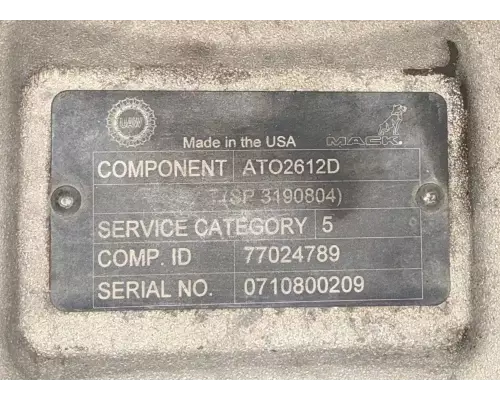 Made in the USA
MACK
COMPONENT ATO2612D
T(SP 3190804)
SERVICE CATEGORY 5
COMP. ID 77024789
SERIAL NO. 0710800209